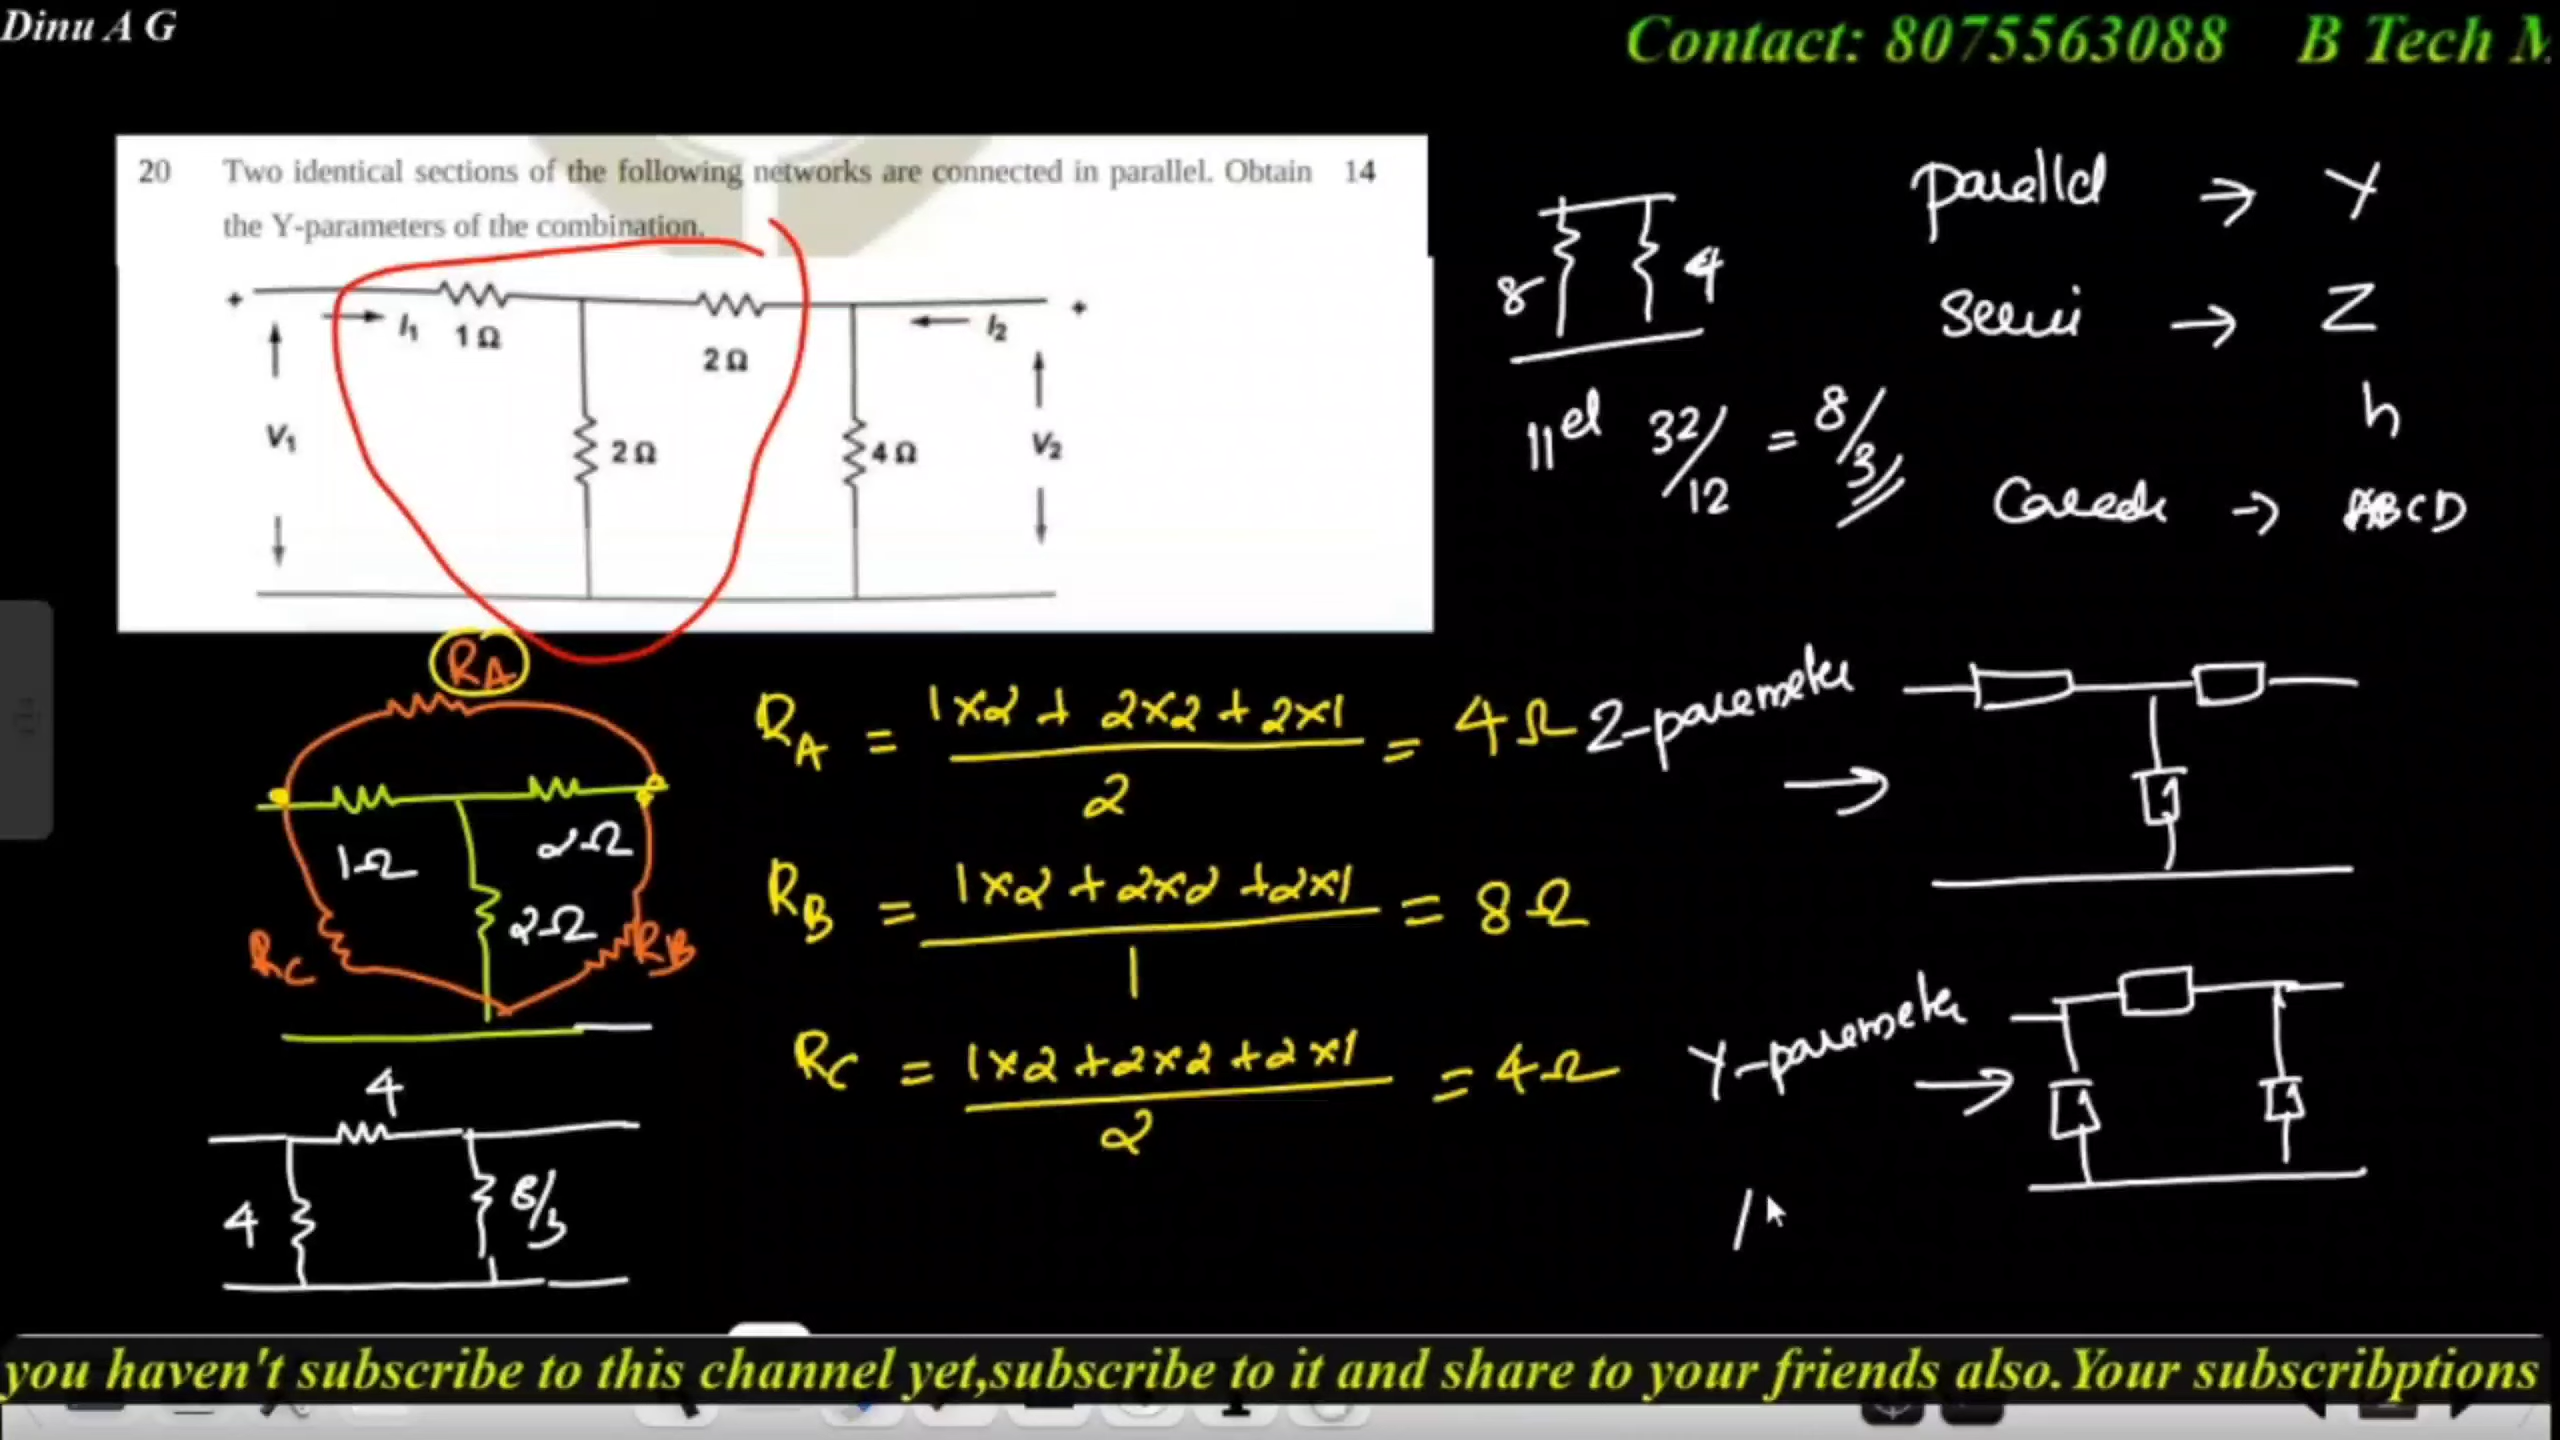 Dinu A G
Contact: 8075563088 B Tech M
20 Two identical sections of the following networks are connected in parallel. Obtain 14
the Y-parameters of the combination.
+ I1 1Ω 2Ω I2 +
V1 2Ω 4Ω V2
8 4
||el 32/12 = 8/3
parallel → Y
→ Z
h
→ ABCD
RA
1Ω 2Ω
2Ω
RC RB
RA = 1×2 + 2×2 + 2×1 / 2 = 4Ω
RB = 1×2 + 2×2 + 2×1 / 1 = 8Ω
RC = 1×2 + 2×2 + 2×1 / 2 = 4Ω
Z-parameter →
Y-parameter →
4
4 8/3
you haven't subscribe to this channel yet,subscribe to it and share to your friends also.Your subscribptions